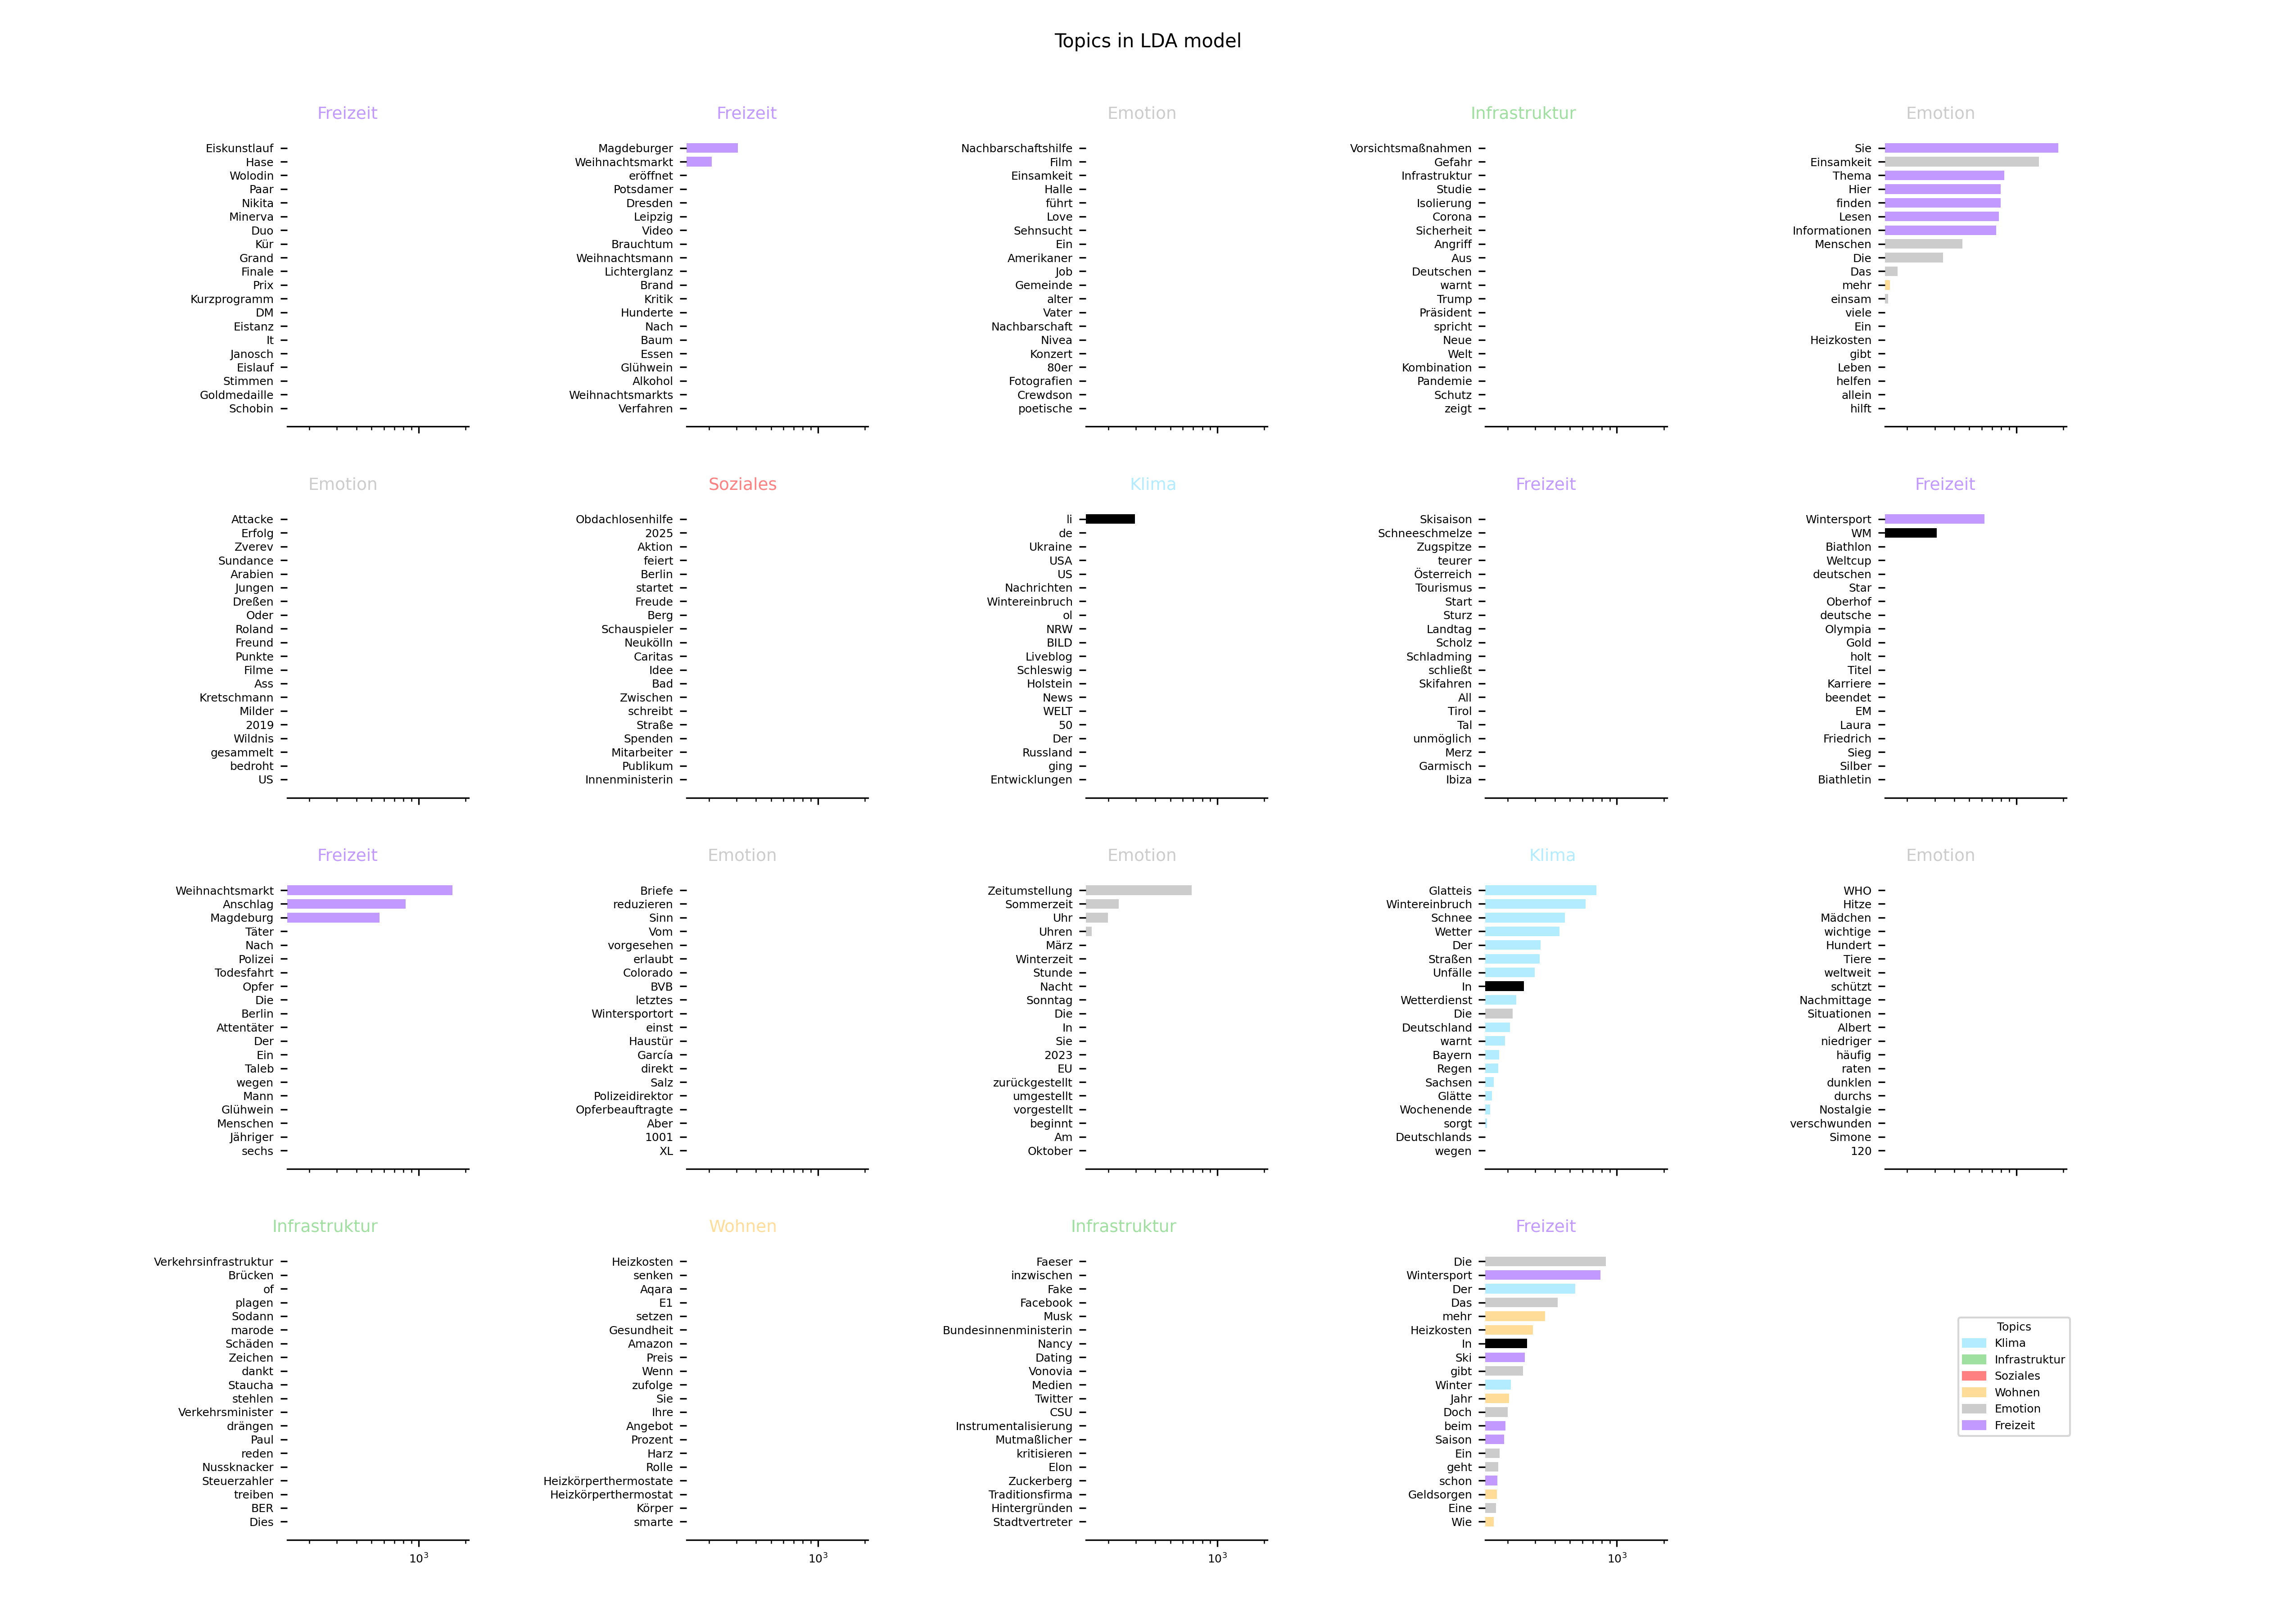 Topics in LDA model
Freizeit
Eiskunstlauf
Hase
Wolodin
Paar
Nikita
Minerva
Duo
Kür
Grand
Finale
Prix
Kurzprogramm
DM
Eistanz
It
Janosch
Eislauf
Stimmen
Goldmedaille
Schobin
Freizeit
Magdeburger
Weihnachtsmarkt
eröffnet
Potsdamer
Dresden
Leipzig
Video
Brauchtum
Weihnachtsmann
Lichterglanz
Brand
Kritik
Hunderte
Nach
Baum
Essen
Glühwein
Alkohol
Weihnachtsmarkts
Verfahren
Emotion
Nachbarschaftshilfe
Film
Einsamkeit
Halle
führt
Love
Sehnsucht
Ein
Amerikaner
Job
Gemeinde
alter
Vater
Nachbarschaft
Nivea
Konzert
80er
Fotografien
Crewdson
poetische
Infrastruktur
Vorsichtsmaßnahmen
Gefahr
Infrastruktur
Studie
Isolierung
Corona
Sicherheit
Angriff
Aus
Deutschen
warnt
Trump
Präsident
spricht
Neue
Welt
Kombination
Pandemie
Schutz
zeigt
Emotion
Sie
Einsamkeit
Thema
Hier
finden
Lesen
Informationen
Menschen
Die
Das
mehr
einsam
viele
Ein
Heizkosten
gibt
Leben
helfen
allein
hilft
Emotion
Attacke
Erfolg
Zverev
Sundance
Arabien
Jungen
Dreßen
Oder
Roland
Freund
Punkte
Filme
Ass
Kretschmann
Milder
2019
Wildnis
gesammelt
bedroht
US
Soziales
Obdachlosenhilfe
2025
Aktion
feiert
Berlin
startet
Freude
Berg
Schauspieler
Neukölln
Caritas
Idee
Bad
Zwischen
schreibt
Straße
Spenden
Mitarbeiter
Publikum
Innenministerin
Klima
li
de
Ukraine
USA
US
Nachrichten
Wintereinbruch
ol
NRW
BILD
Liveblog
Schleswig
Holstein
News
WELT
50
Der
Russland
ging
Entwicklungen
Freizeit
Skisaison
Schneeschmelze
Zugspitze
teurer
Österreich
Tourismus
Start
Sturz
Landtag
Scholz
Schladming
schließt
Skifahren
All
Tirol
Tal
unmöglich
Merz
Garmisch
Ibiza
Freizeit
Wintersport
WM
Biathlon
Weltcup
deutschen
Star
Oberhof
deutsche
Olympia
Gold
holt
Titel
Karriere
beendet
EM
Laura
Friedrich
Sieg
Silber
Biathletin
Freizeit
Weihnachtsmarkt
Anschlag
Magdeburg
Täter
Nach
Polizei
Todesfahrt
Opfer
Die
Berlin
Attentäter
Der
Ein
Taleb
wegen
Mann
Glühwein
Menschen
Jähriger
sechs
Emotion
Briefe
reduzieren
Sinn
Vom
vorgesehen
erlaubt
Colorado
BVB
letztes
Wintersportort
einst
Haustür
García
direkt
Salz
Polizeidirektor
Opferbeauftragte
Aber
1001
XL
Emotion
Zeitumstellung
Sommerzeit
Uhr
Uhren
März
Winterzeit
Stunde
Nacht
Sonntag
Die
In
Sie
2023
EU
zurückgestellt
umgestellt
vorgestellt
beginnt
Am
Oktober
Klima
Glatteis
Wintereinbruch
Schnee
Wetter
Der
Straßen
Unfälle
In
Wetterdienst
Die
Deutschland
warnt
Bayern
Regen
Sachsen
Glätte
Wochenende
sorgt
Deutschlands
wegen
Emotion
WHO
Hitze
Mädchen
wichtige
Hundert
Tiere
weltweit
schützt
Nachmittage
Situationen
Albert
niedriger
häufig
raten
dunklen
durchs
Nostalgie
verschwunden
Simone
120
Infrastruktur
Verkehrsinfrastruktur
Brücken
of
plagen
Sodann
marode
Schäden
Zeichen
dankt
Staucha
stehlen
Verkehrsminister
drängen
Paul
reden
Nussknacker
Steuerzahler
treiben
BER
Dies
10³
Wohnen
Heizkosten
senken
Aqara
E1
setzen
Gesundheit
Amazon
Preis
Wenn
zufolge
Sie
Ihre
Angebot
Prozent
Harz
Rolle
Heizkörperthermostate
Heizkörperthermostat
Körper
smarte
10³
Infrastruktur
Faeser
inzwischen
Fake
Facebook
Musk
Bundesinnenministerin
Nancy
Dating
Vonovia
Medien
Twitter
CSU
Instrumentalisierung
Mutmaßlicher
kritisieren
Elon
Zuckerberg
Traditionsfirma
Hintergründen
Stadtvertreter
10³
Freizeit
Die
Wintersport
Der
Das
mehr
Heizkosten
In
Ski
gibt
Winter
Jahr
Doch
beim
Saison
Ein
geht
schon
Geldsorgen
Eine
Wie
10³
Topics
Klima
Infrastruktur
Soziales
Wohnen
Emotion
Freizeit